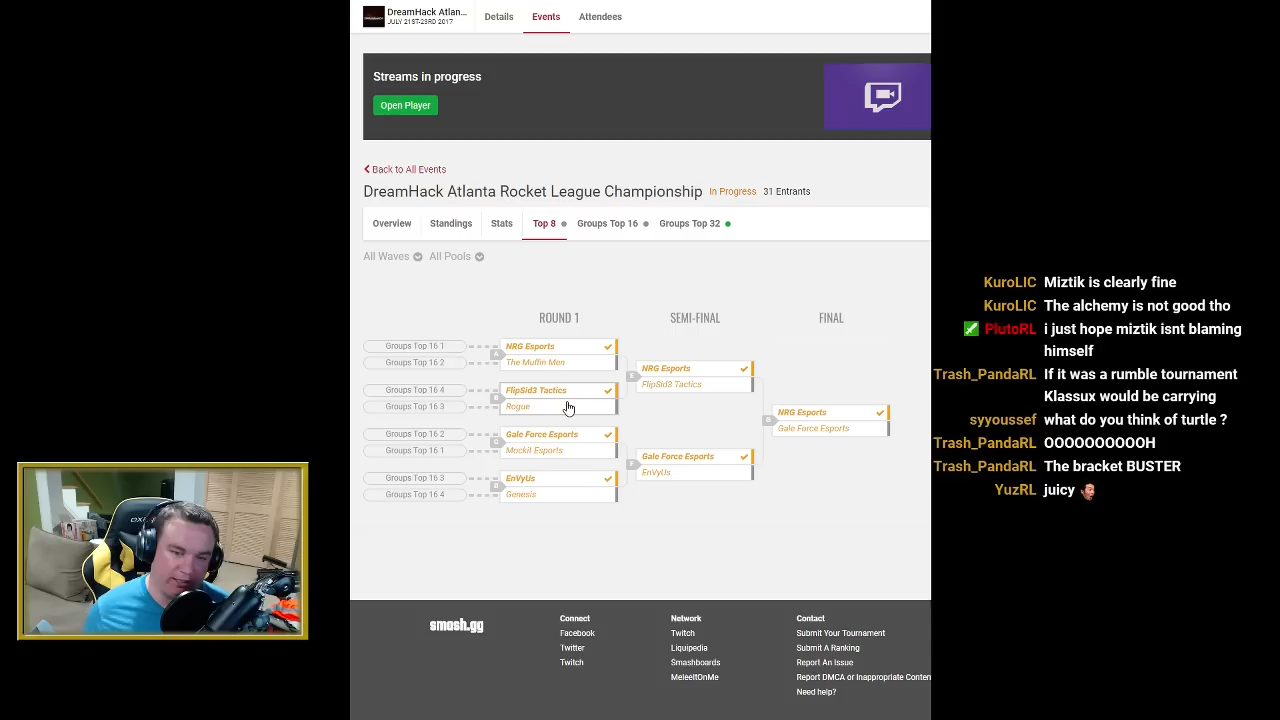 DreamHack Atlan...
JULY 21ST-23RD 2017
Details
Events
Attendees
Streams in progress
Open Player
Back to All Events
DreamHack Atlanta Rocket League Championship In Progress 31 Entrants
Overview
Standings
Stats
Top 8
Groups Top 16
Groups Top 32
All Waves
All Pools
ROUND 1
SEMI-FINAL
FINAL
Groups Top 16 1
Groups Top 16 2
A
NRG Esports
The Muffin Men
Groups Top 16 4
Groups Top 16 3
B
FlipSid3 Tactics
Rogue
Groups Top 16 2
Groups Top 16 1
C
Gale Force Esports
Mockit Esports
Groups Top 16 3
Groups Top 16 4
D
EnVyUs
Genesis
E
NRG Esports
FlipSid3 Tactics
F
Gale Force Esports
EnVyUs
G
NRG Esports
Gale Force Esports
smash.gg
Connect
Facebook
Twitter
Twitch
Network
Twitch
Liquipedia
Smashboards
MeleeItOnMe
Contact
Submit Your Tournament
Submit A Ranking
Report An Issue
Report DMCA or Inappropriate Conten
Need help?
KuroLIC Miztik is clearly fine
KuroLIC The alchemy is not good tho
PlutoRL i just hope miztik isnt blaming
himself
Trash_PandaRL If it was a rumble tournament
Klassux would be carrying
syyoussef what do you think of turtle ?
Trash_PandaRL OOOOOOOOOOH
Trash_PandaRL The bracket BUSTER
YuzRL juicy